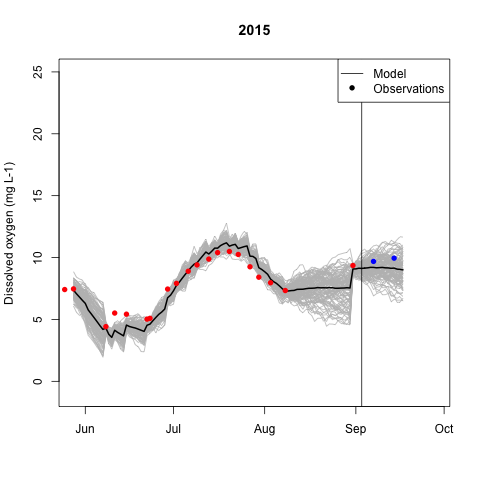 2015
Model
Observations
Dissolved oxygen (mg L-1)
25
20
15
10
5
0
Jun
Jul
Aug
Sep
Oct